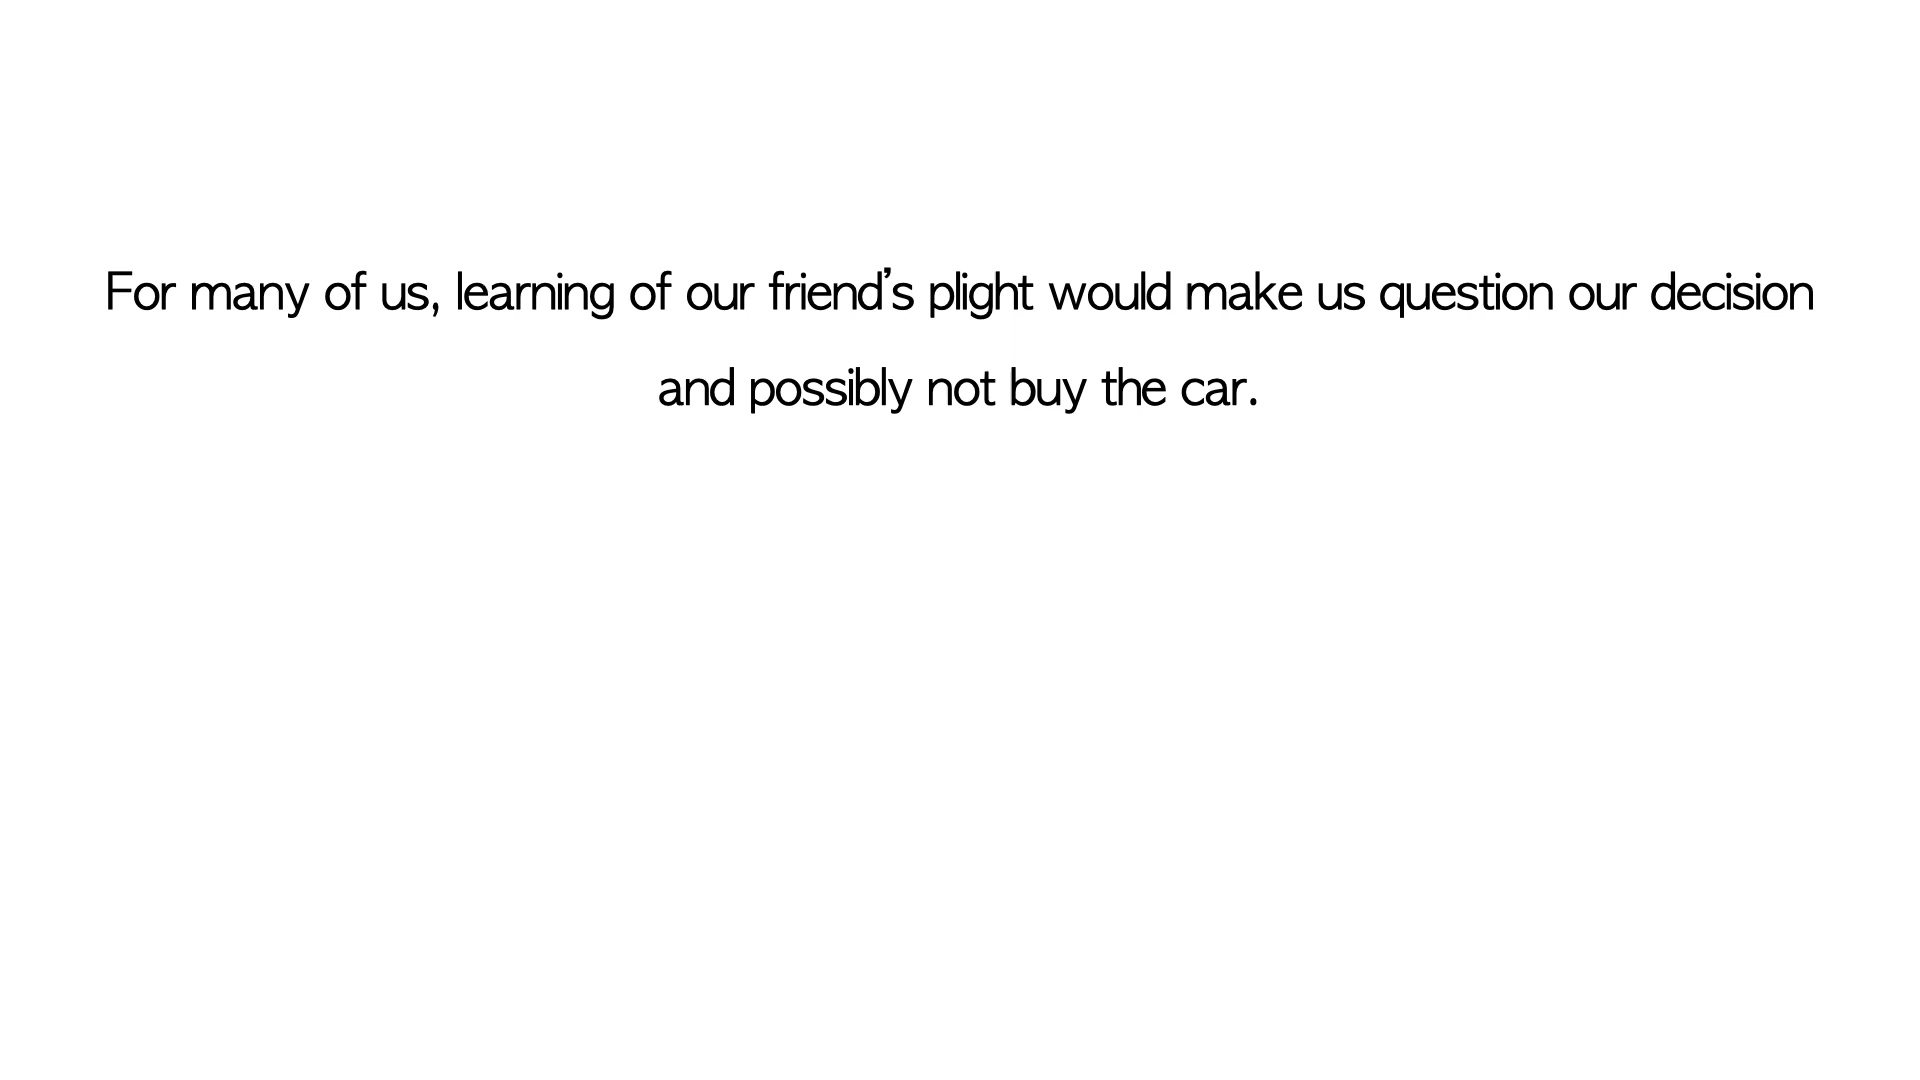 For many of us, learning of our friend’s plight would make us question our decision
and possibly not buy the car.